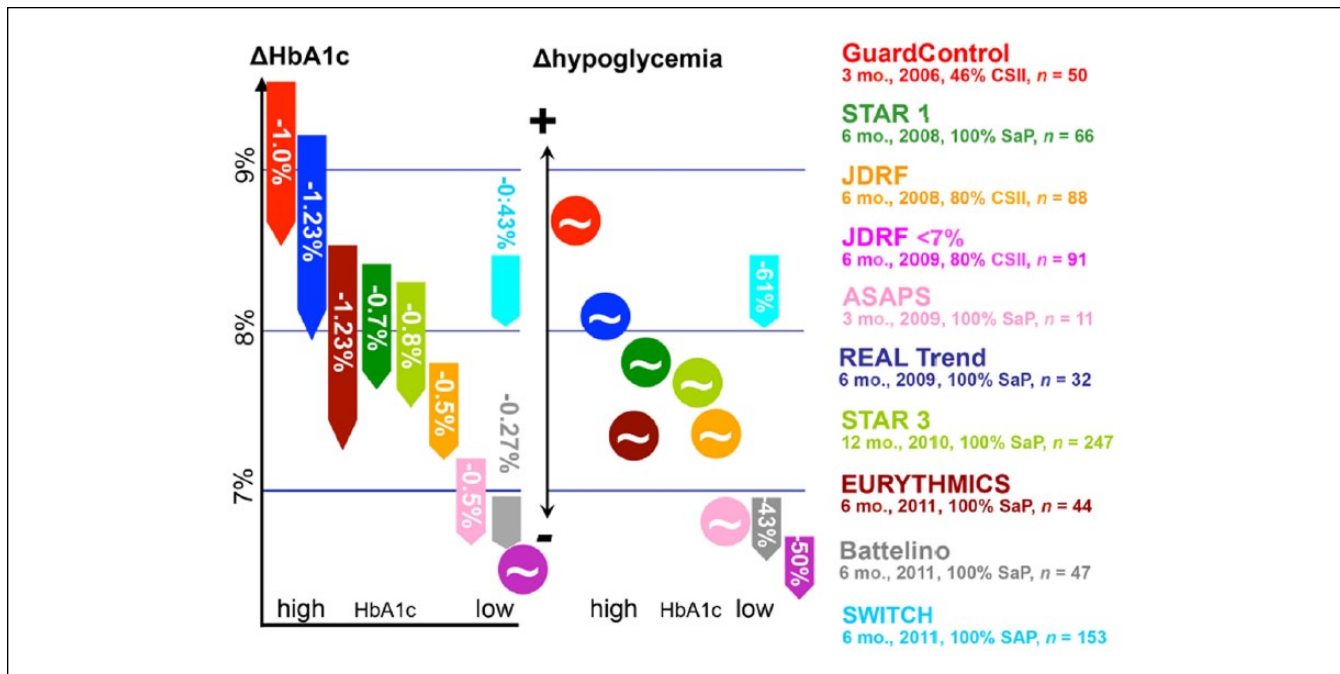 ΔHbA1c
Δhypoglycemia
+
9%
8%
7%
-1.0%
-1.23%
-1.23%
-0.7%
-0.8%
-0.5%
-0.5%
-0:43%
-0.27%
~
~
~
~
~
~
~
~
-61%
-43%
-50%
-
high HbA1c low
high HbA1c low
GuardControl
3 mo., 2006, 46% CSII, n = 50
STAR 1
6 mo., 2008, 100% SaP, n = 66
JDRF
6 mo., 2008, 80% CSII, n = 88
JDRF <7%
6 mo., 2009, 80% CSII, n = 91
ASAPS
3 mo., 2009, 100% SaP, n = 11
REAL Trend
6 mo., 2009, 100% SaP, n = 32
STAR 3
12 mo., 2010, 100% SaP, n = 247
EURYTHMICS
6 mo., 2011, 100% SaP, n = 44
Battelino
6 mo., 2011, 100% SaP, n = 47
SWITCH
6 mo., 2011, 100% SAP, n = 153